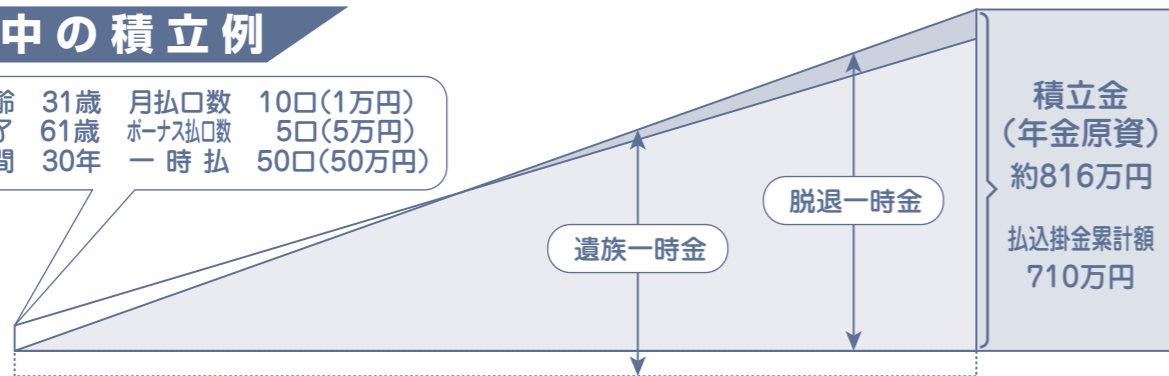 中の積立例
齢 31歳 月払口数 10口(1万円)
了 61歳 ボーナス払口数 5口(5万円)
間 30年 一時払 50口(50万円)
積立金
(年金原資)
約816万円
払込掛金累計額
710万円
脱退一時金
遺族一時金